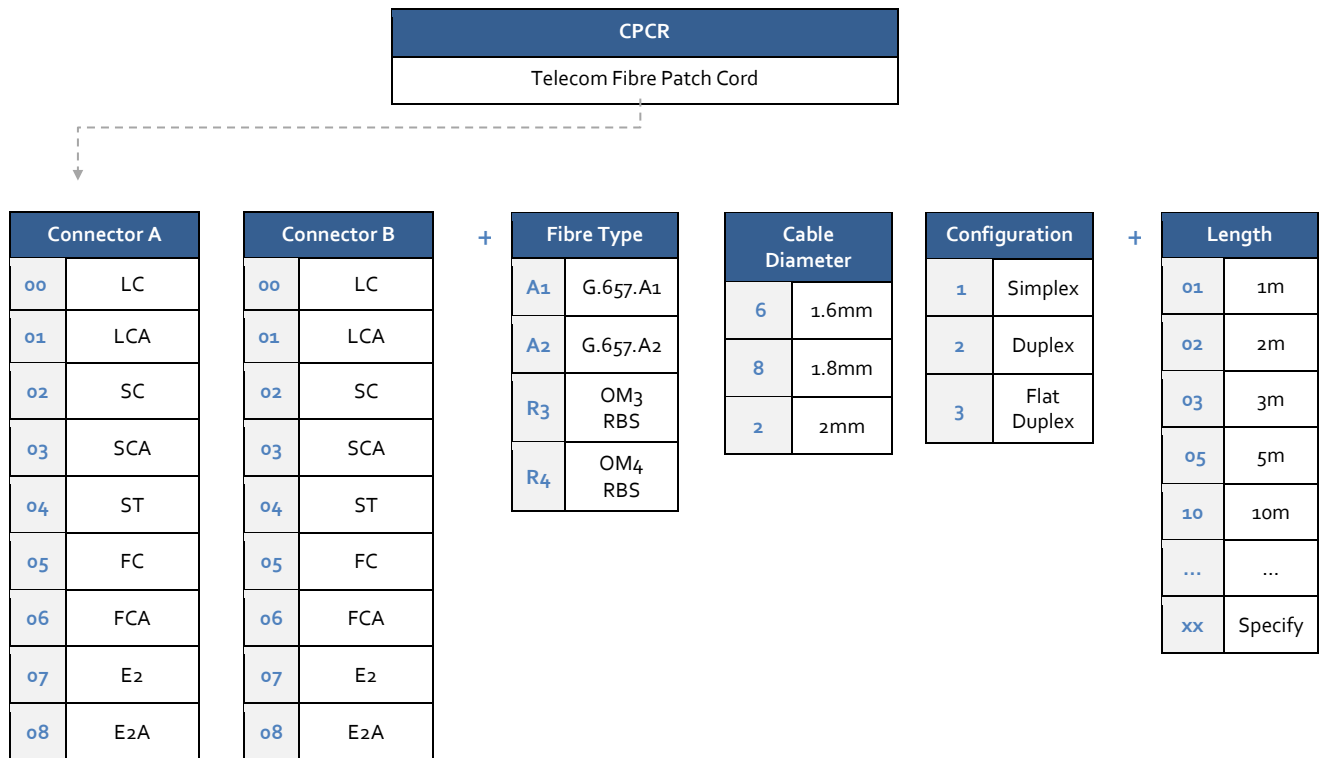 CPCR
Telecom Fibre Patch Cord
Connector A
00 LC
01 LCA
02 SC
03 SCA
04 ST
05 FC
06 FCA
07 E2
08 E2A
Connector B
00 LC
01 LCA
02 SC
03 SCA
04 ST
05 FC
06 FCA
07 E2
08 E2A
+
Fibre Type
A1 G.657.A1
A2 G.657.A2
R3 OM3
RBS
R4 OM4
RBS
Cable
Diameter
6 1.6mm
8 1.8mm
2 2mm
Configuration
1 Simplex
2 Duplex
3 Flat
Duplex
+
Length
01 1m
02 2m
03 3m
05 5m
10 10m
... ...
xx Specify